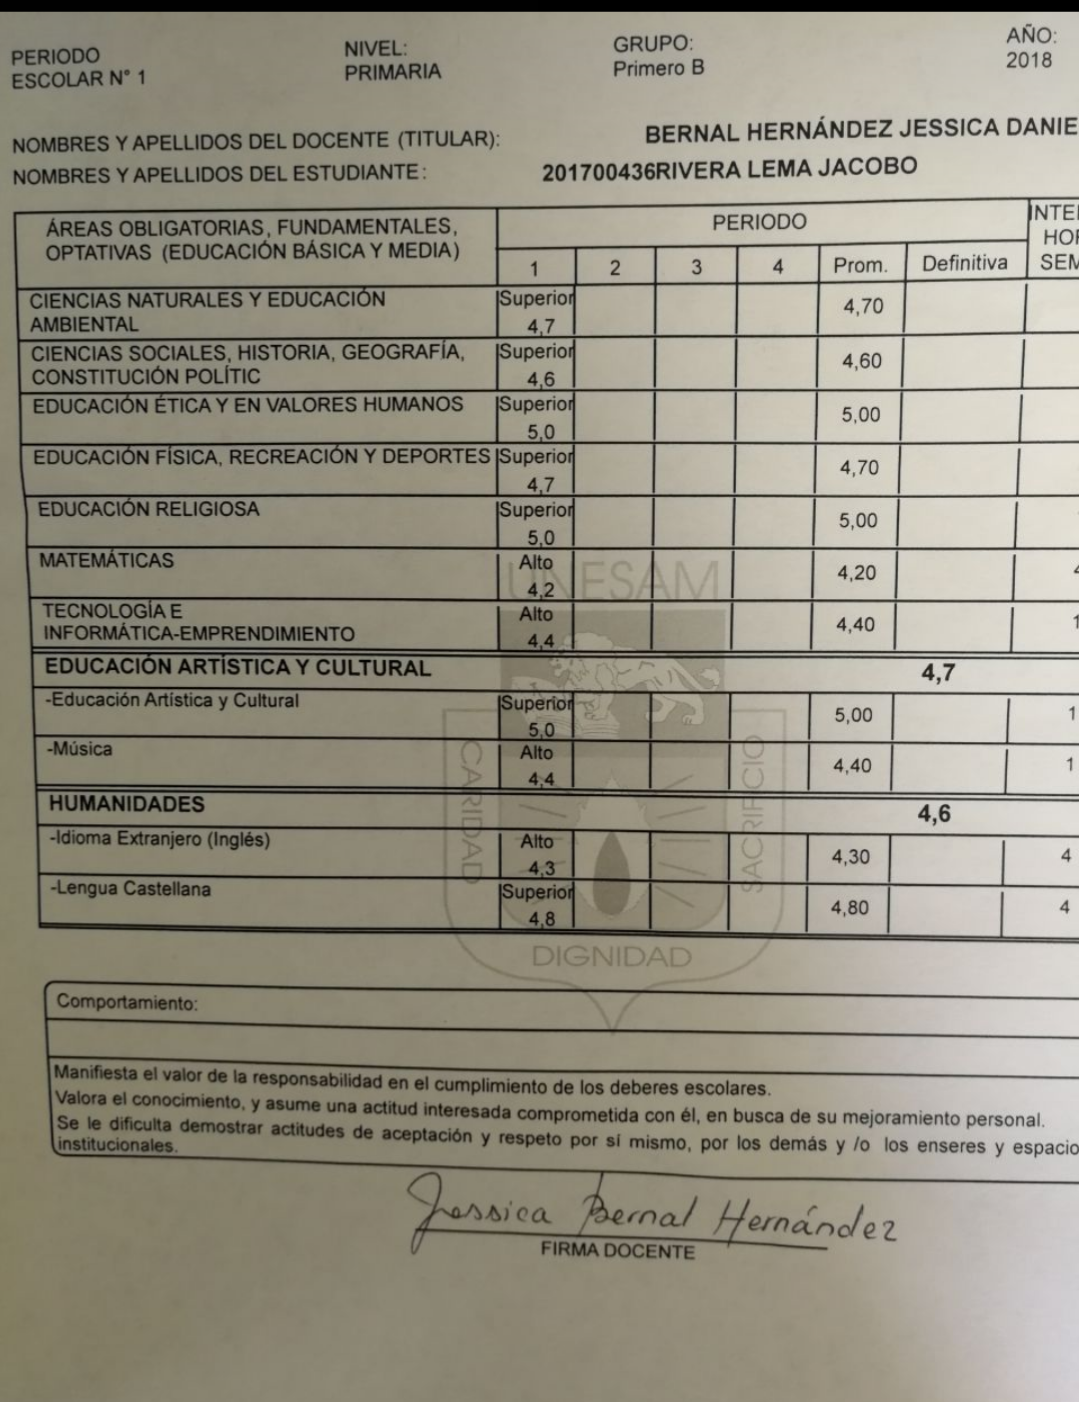 PERIODO
ESCOLAR N° 1
NIVEL:
PRIMARIA
GRUPO:
Primero B
AÑO:
2018
NOMBRES Y APELLIDOS DEL DOCENTE (TITULAR): BERNAL HERNÁNDEZ JESSICA DANIE
NOMBRES Y APELLIDOS DEL ESTUDIANTE: 201700436RIVERA LEMA JACOBO
ÁREAS OBLIGATORIAS, FUNDAMENTALES,
OPTATIVAS (EDUCACIÓN BÁSICA Y MEDIA)
PERIODO
1 2 3 4 Prom. Definitiva
INTE
HOR
SEM
CIENCIAS NATURALES Y EDUCACIÓN
AMBIENTAL
Superior
4,7
4,70
CIENCIAS SOCIALES, HISTORIA, GEOGRAFÍA,
CONSTITUCIÓN POLÍTIC
Superior
4,6
4,60
EDUCACIÓN ÉTICA Y EN VALORES HUMANOS
Superior
5,0
5,00
EDUCACIÓN FÍSICA, RECREACIÓN Y DEPORTES
Superior
4,7
4,70
EDUCACIÓN RELIGIOSA
Superior
5,0
5,00
MATEMÁTICAS
Alto
4,2
4,20
4
TECNOLOGÍA E
INFORMÁTICA-EMPRENDIMIENTO
Alto
4,4
4,40
1
EDUCACIÓN ARTÍSTICA Y CULTURAL 4,7
-Educación Artística y Cultural
Superior
5,0
5,00
1
-Música
Alto
4,4
4,40
1
HUMANIDADES 4,6
-Idioma Extranjero (Inglés)
Alto
4,3
4,30
4
-Lengua Castellana
Superior
4,8
4,80
4
UNESAM
CARIDAD
SACRIFICIO
DIGNIDAD
Comportamiento:
Manifiesta el valor de la responsabilidad en el cumplimiento de los deberes escolares.
Valora el conocimiento, y asume una actitud interesada comprometida con él, en busca de su mejoramiento personal.
Se le dificulta demostrar actitudes de aceptación y respeto por sí mismo, por los demás y /o los enseres y espacio
institucionales.
Jessica Bernal Hernández
FIRMA DOCENTE